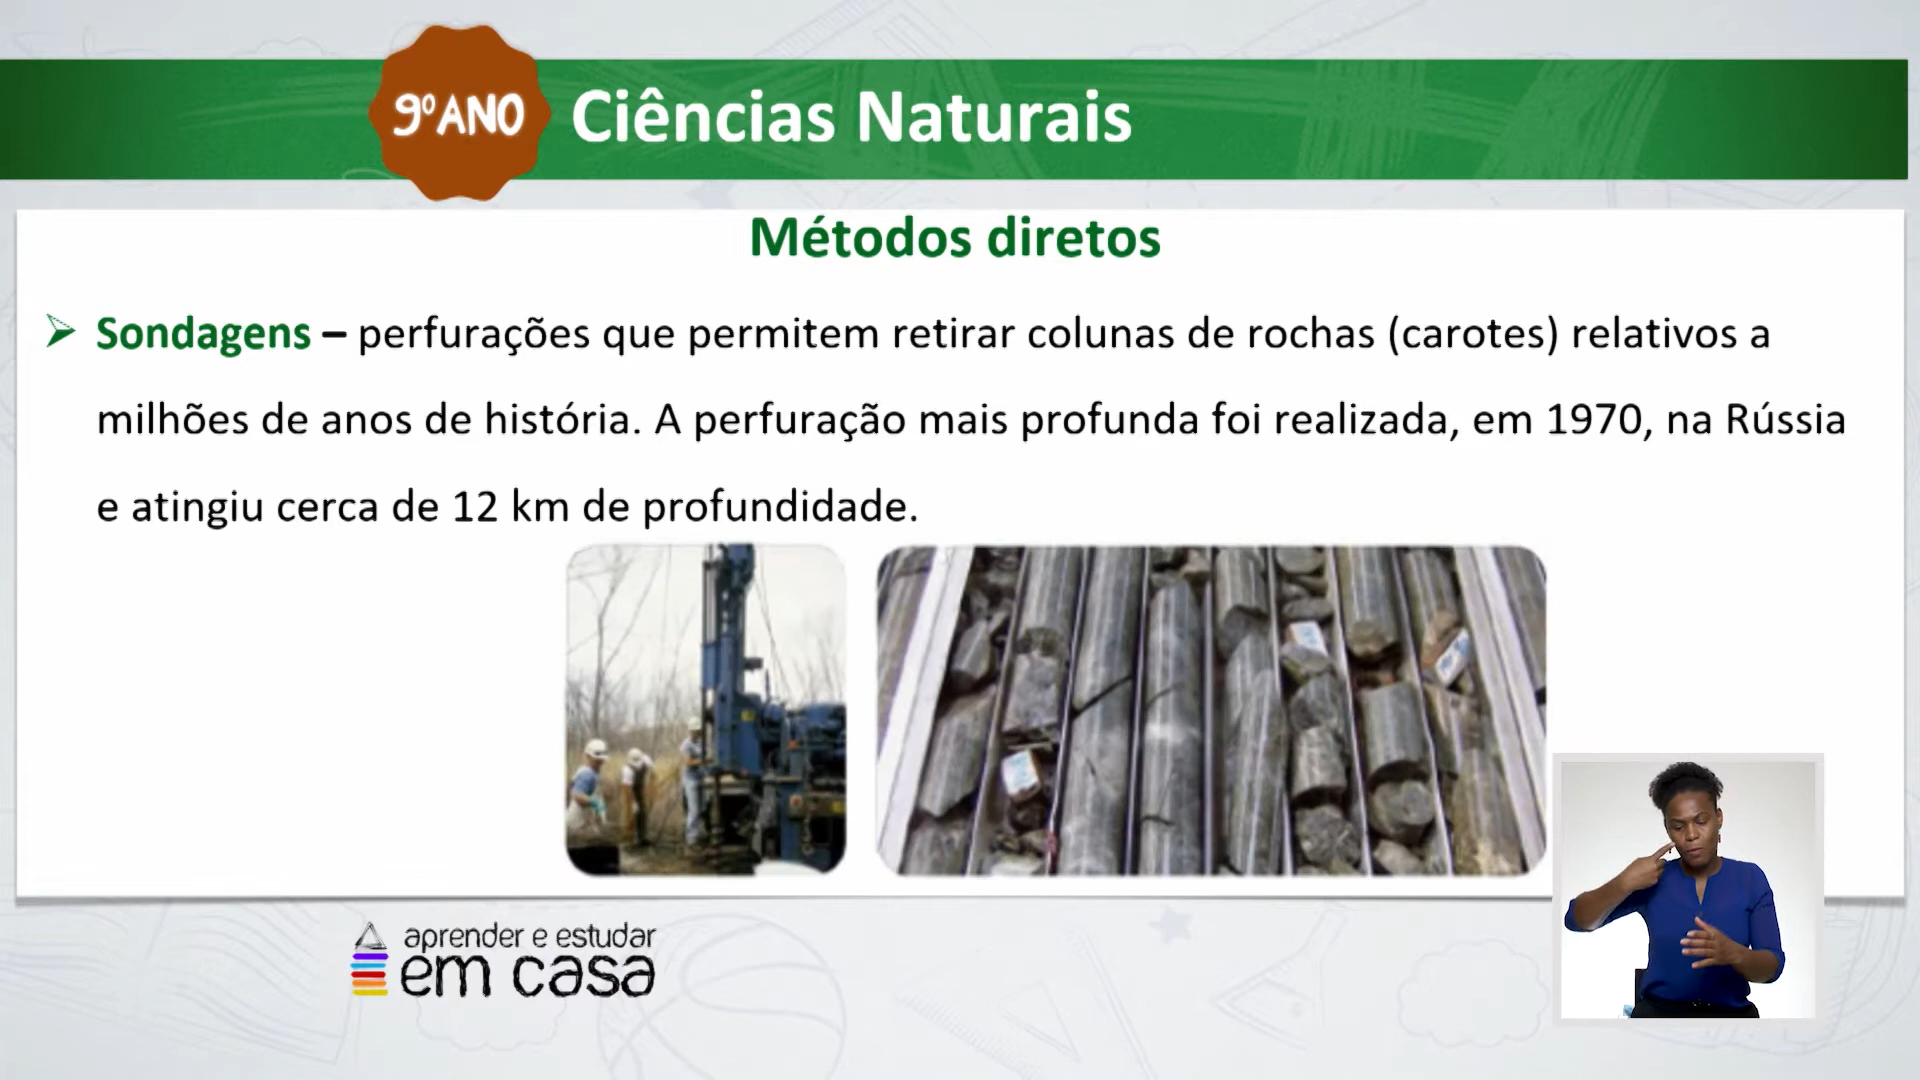 9º ANO
Ciências Naturais
Métodos diretos
➢ Sondagens – perfurações que permitem retirar colunas de rochas (carotes) relativos a
milhões de anos de história. A perfuração mais profunda foi realizada, em 1970, na Rússia
e atingiu cerca de 12 km de profundidade.
aprender e estudar
em casa